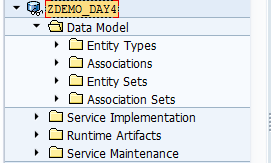 ZDEMO_DAY4
Data Model
Entity Types
Associations
Entity Sets
Association Sets
Service Implementation
Runtime Artifacts
Service Maintenance